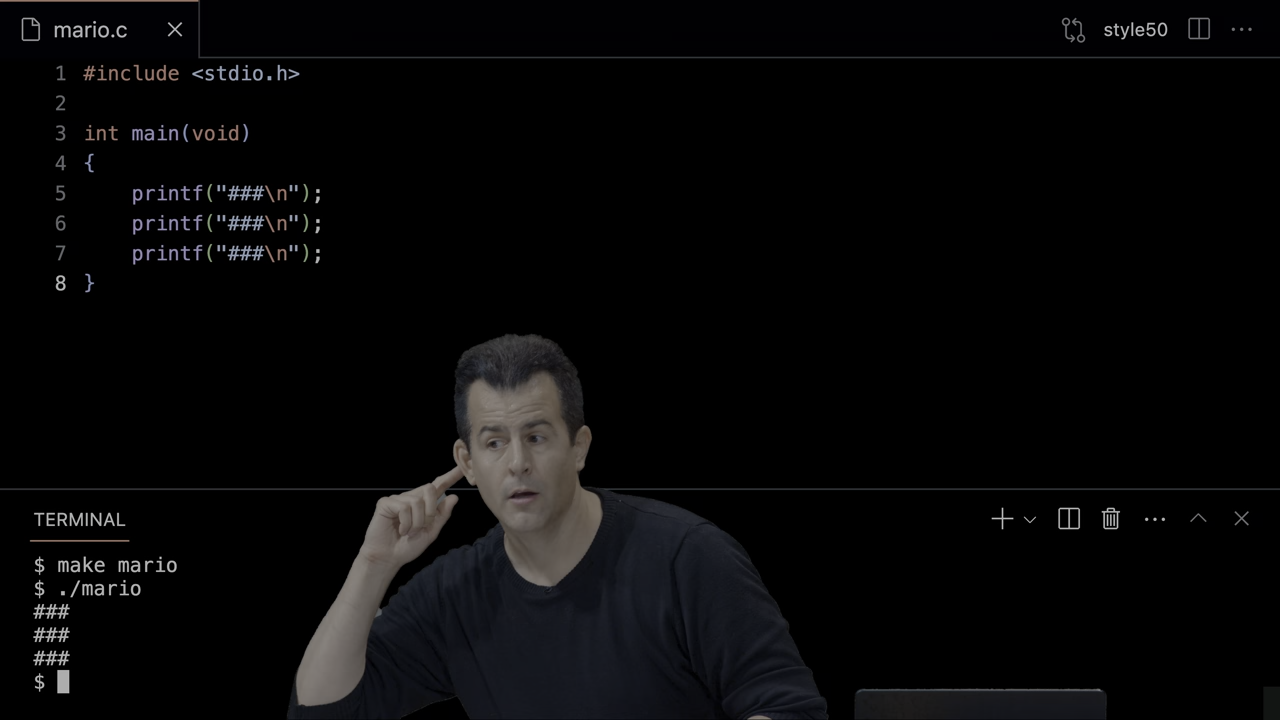 mario.c
style50
1 #include <stdio.h>
2
3 int main(void)
4 {
5     printf("###\n");
6     printf("###\n");
7     printf("###\n");
8 }
TERMINAL
$ make mario
$ ./mario
###
###
###
$